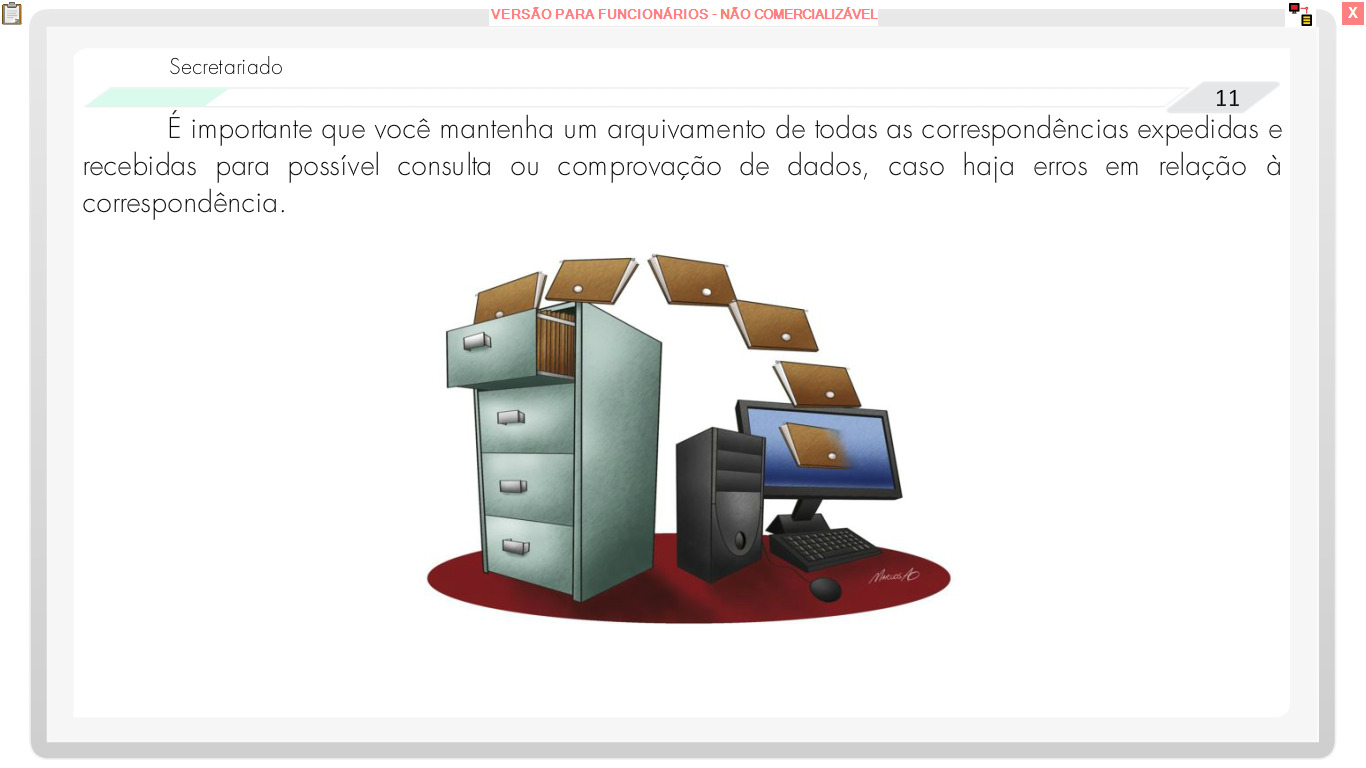 VERSÃO PARA FUNCIONÁRIOS - NÃO COMERCIALIZÁVEL
X
Secretariado
11
É importante que você mantenha um arquivamento de todas as correspondências expedidas e
recebidas para possível consulta ou comprovação de dados, caso haja erros em relação à
correspondência.